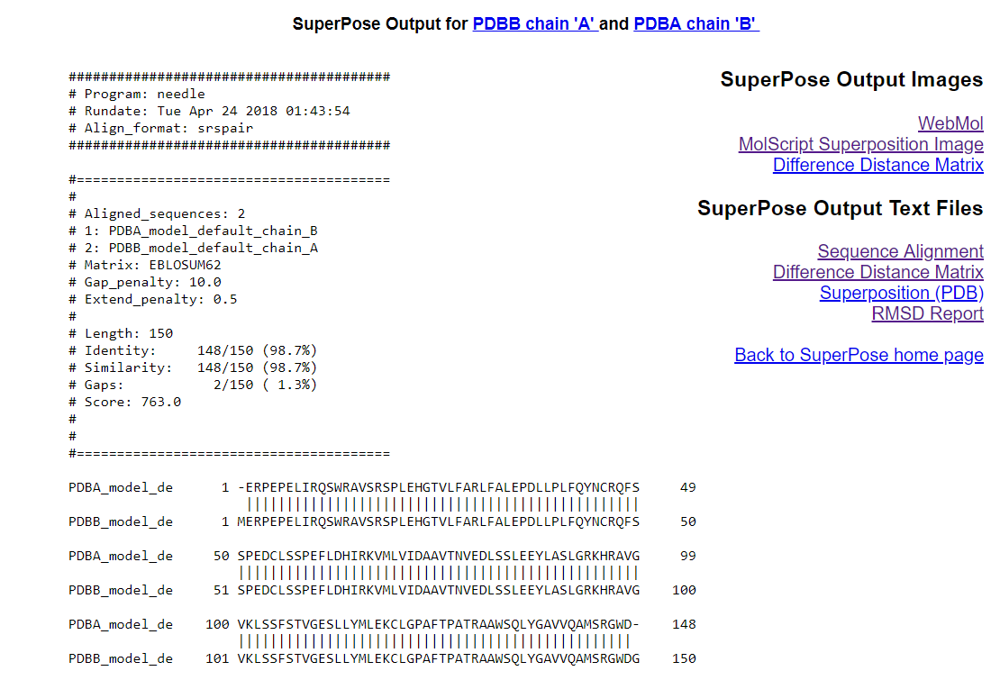 SuperPose Output for PDBB chain 'A' and PDBA chain 'B'
########################################
# Program: needle
# Rundate: Tue Apr 24 2018 01:43:54
# Align_format: srspair
########################################
#=======================================
#
# Aligned_sequences: 2
# 1: PDBA_model_default_chain_B
# 2: PDBB_model_default_chain_A
# Matrix: EBLOSUM62
# Gap_penalty: 10.0
# Extend_penalty: 0.5
#
# Length: 150
# Identity:     148/150 (98.7%)
# Similarity:   148/150 (98.7%)
# Gaps:           2/150 ( 1.3%)
# Score: 763.0
#
#
#=======================================
PDBA_model_de      1 -ERPEPELIRQSWRAVSRSPLEHGTVLFARLFALEPDLLPLFQYNCRQFS     49
                      |||||||||||||||||||||||||||||||||||||||||||||||||
PDBB_model_de      1 MERPEPELIRQSWRAVSRSPLEHGTVLFARLFALEPDLLPLFQYNCRQFS     50
PDBA_model_de     50 SPEDCLSSPEFLDHIRKVMLVIDAAVTNVEDLSSLEEYLASLGRKHRAVG     99
                     ||||||||||||||||||||||||||||||||||||||||||||||||||
PDBB_model_de     51 SPEDCLSSPEFLDHIRKVMLVIDAAVTNVEDLSSLEEYLASLGRKHRAVG    100
PDBA_model_de    100 VKLSSFSTVGESLLYMLEKCLGPAFTPATRAAWSQLYGAVVQAMSRGWD-    148
                     |||||||||||||||||||||||||||||||||||||||||||||||||
PDBB_model_de    101 VKLSSFSTVGESLLYMLEKCLGPAFTPATRAAWSQLYGAVVQAMSRGWDG    150
SuperPose Output Images
WebMol
MolScript Superposition Image
Difference Distance Matrix
SuperPose Output Text Files
Sequence Alignment
Difference Distance Matrix
Superposition (PDB)
RMSD Report
Back to SuperPose home page